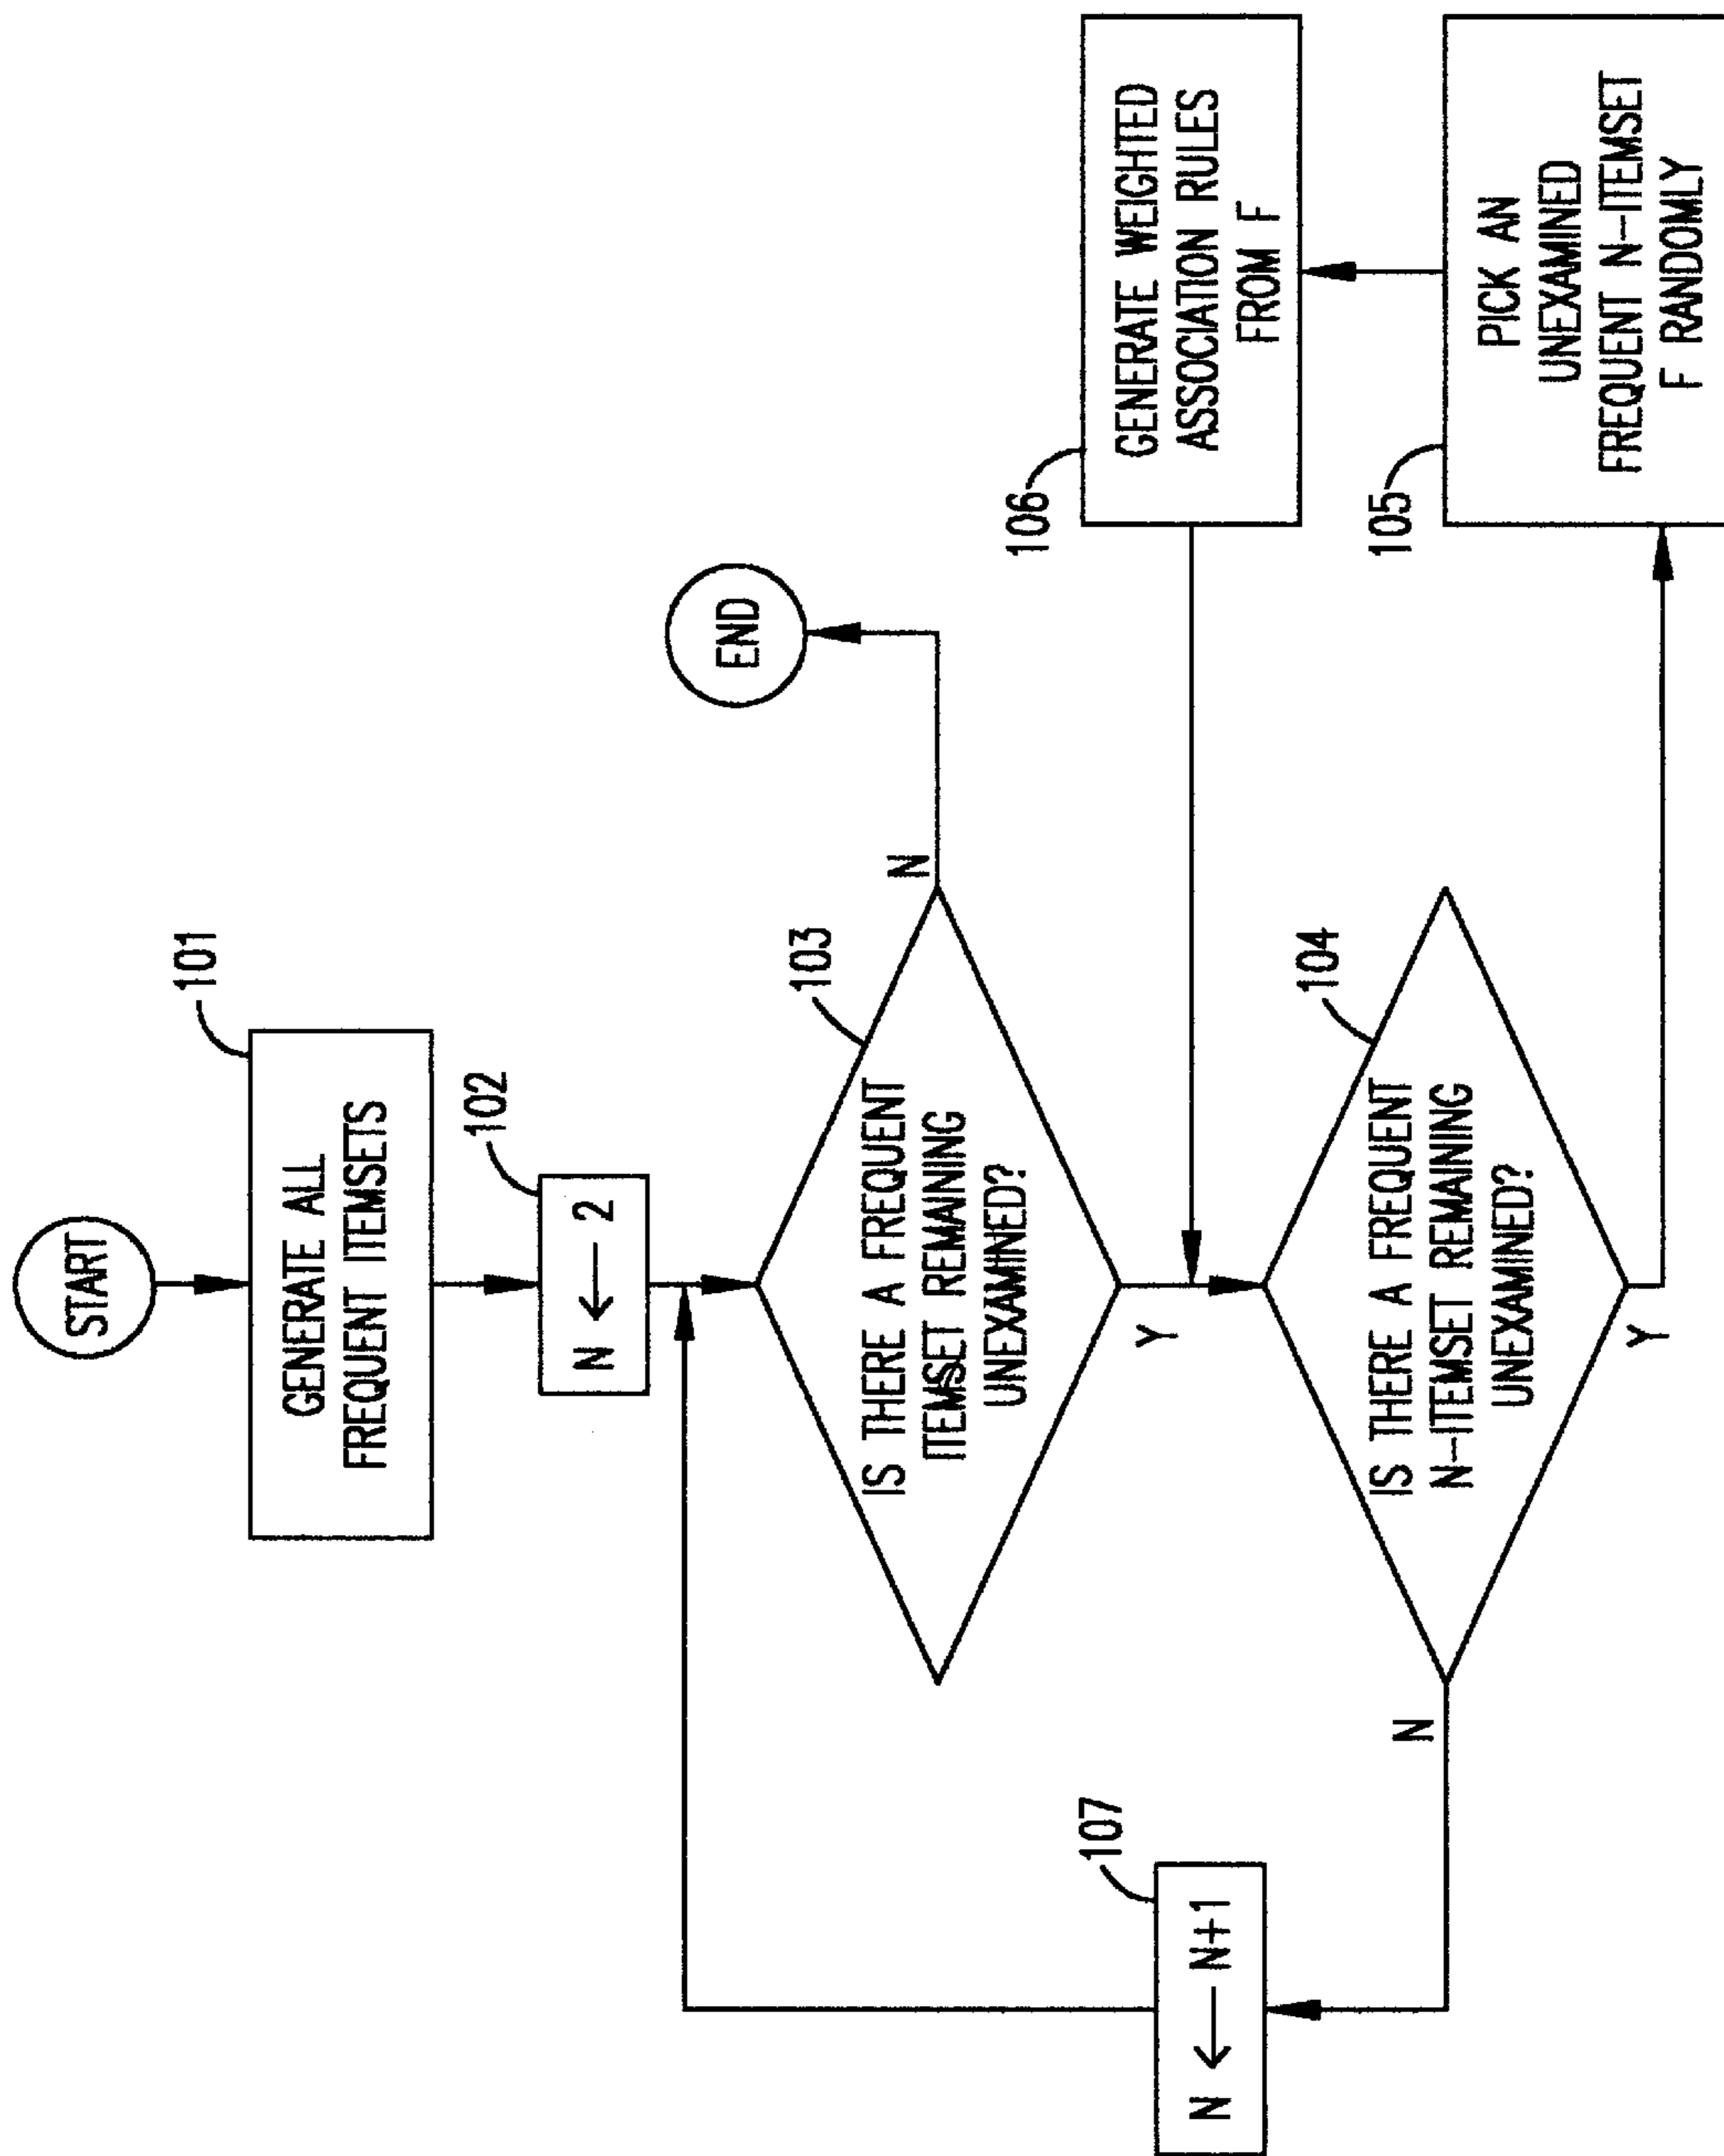 START
101
GENERATE ALL
FREQUENT ITEMSETS
102
N ← 2
103
IS THERE A FREQUENT
ITEMSET REMAINING
UNEXAMINED?
N
END
Y
104
IS THERE A FREQUENT
N-ITEMSET REMAINING
UNEXAMINED?
N
Y
107
N ← N+1
105
PICK AN
UNEXAMINED
FREQUENT N-ITEMSET
F RANDOMLY
106
GENERATE WEIGHTED
ASSOCIATION RULES
FROM F